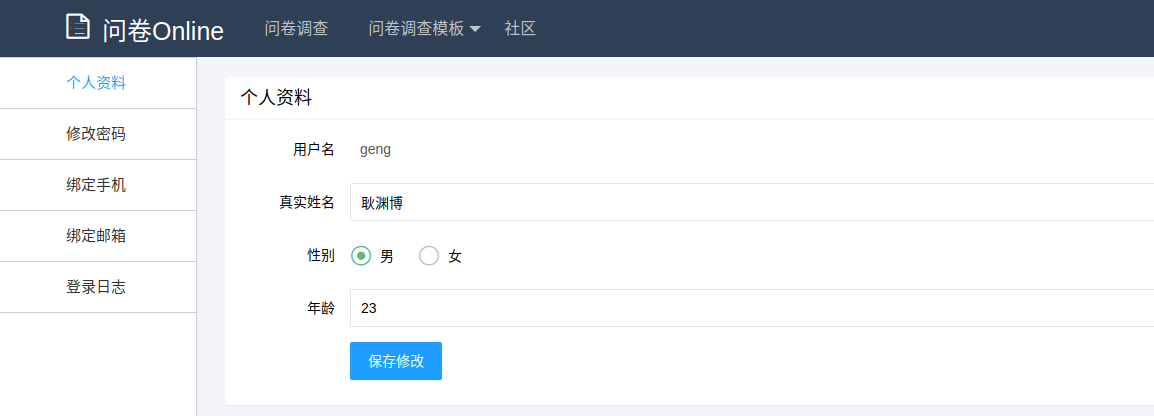 问卷Online 问卷调查 问卷调查模板 社区
个人资料
修改密码
绑定手机
绑定邮箱
登录日志
个人资料
用户名 geng
真实姓名 耿渊博
性别 男 女
年龄 23
保存修改